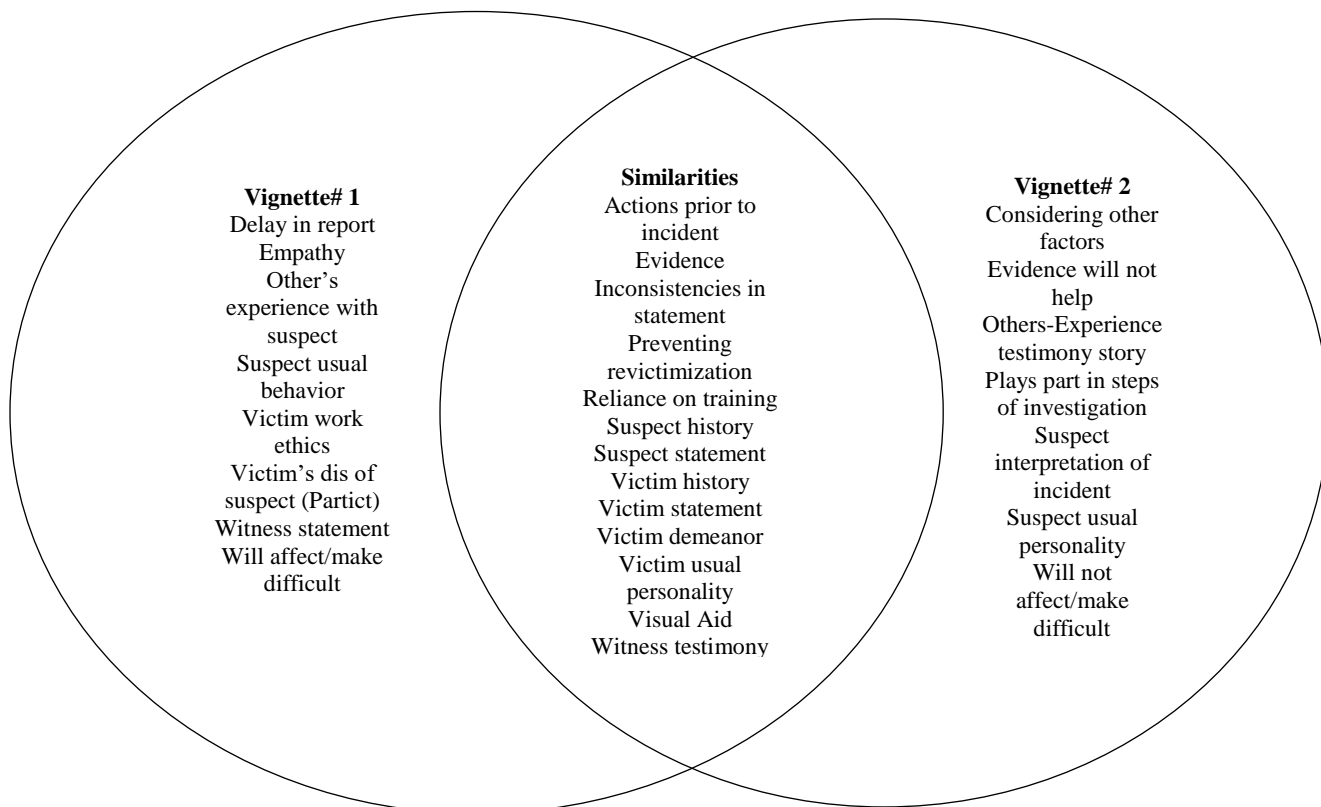 Vignette# 1
Delay in report
Empathy
Other’s
experience with
suspect
Suspect usual
behavior
Victim work
ethics
Victim’s dis of
suspect (Partict)
Witness statement
Will affect/make
difficult
Similarities
Actions prior to
incident
Evidence
Inconsistencies in
statement
Preventing
revictimization
Reliance on training
Suspect history
Suspect statement
Victim history
Victim statement
Victim demeanor
Victim usual
personality
Visual Aid
Witness testimony
Vignette# 2
Considering other
factors
Evidence will not
help
Others-Experience
testimony story
Plays part in steps
of investigation
Suspect
interpretation of
incident
Suspect usual
personality
Will not
affect/make
difficult